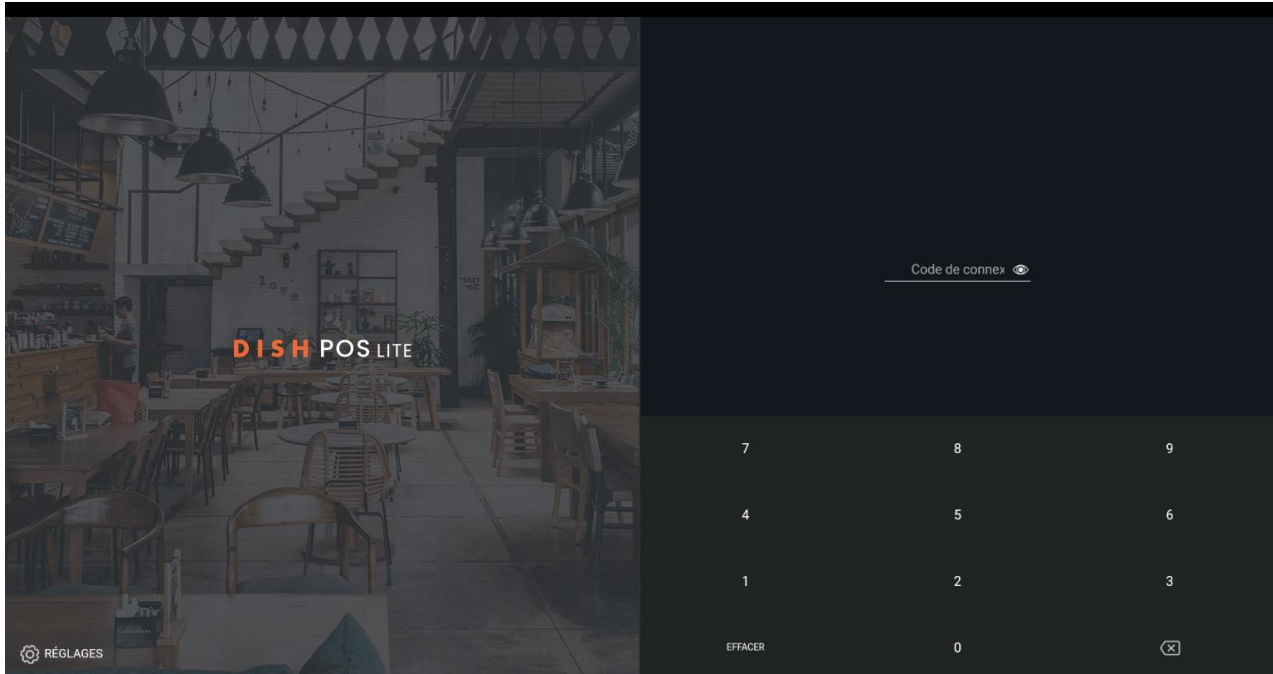 DISH POS LITE
RÉGLAGES
Code de connex
7 8 9
4 5 6
1 2 3
EFFACER 0